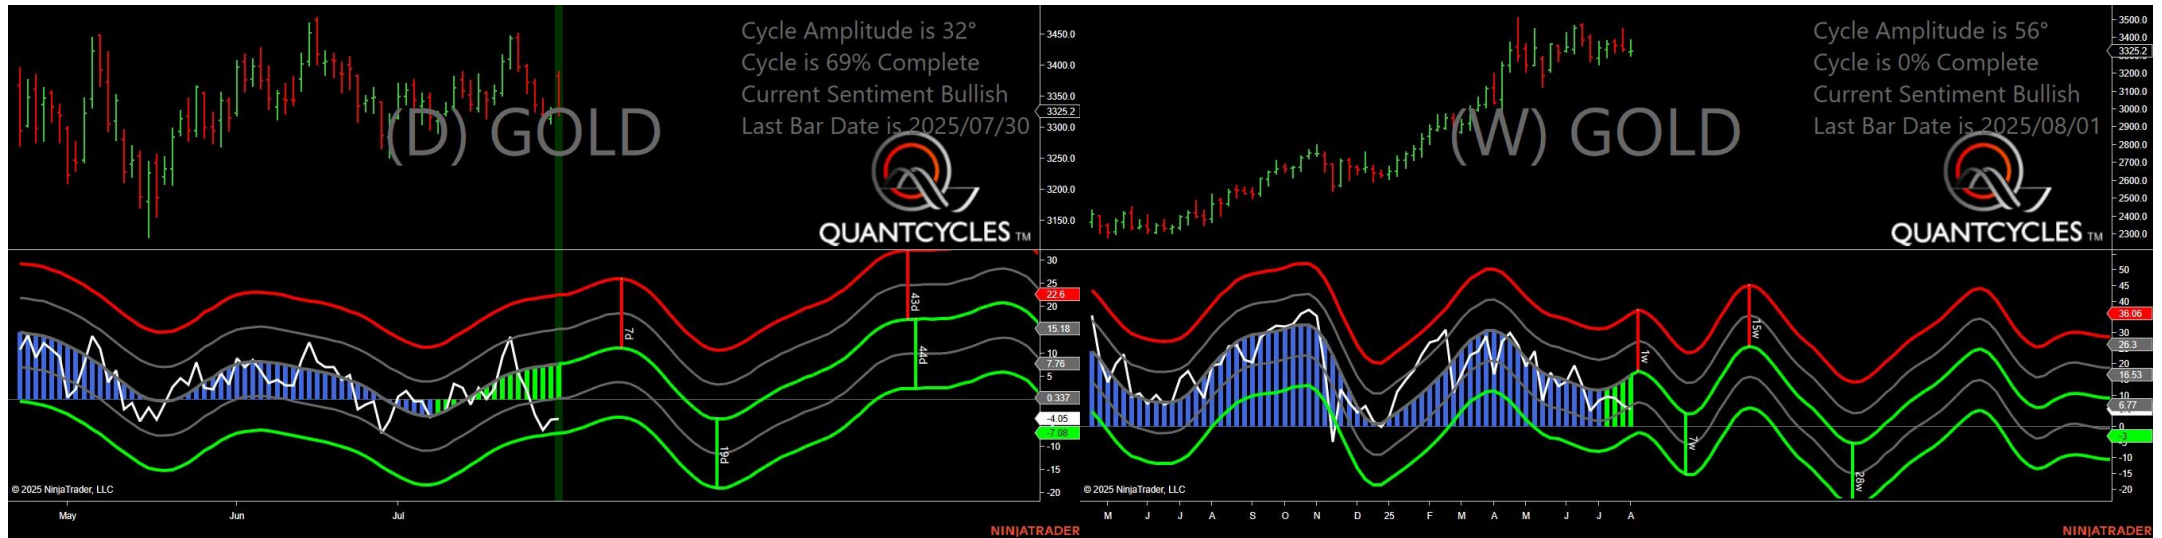 Cycle Amplitude is 32°
Cycle is 69% Complete
Current Sentiment Bullish
Last Bar Date is 2025/07/30
(D) GOLD
QUANTCYCLES TM
3450.0
3400.0
3350.0
3325.2
3300.0
3250.0
3200.0
3150.0
30
25
22.6
20
15.18
10
7.76
5
0.337
-4.05
-7.08
-10
-15
-20
7d
19d
43d
44d
© 2025 NinjaTrader, LLC
May
Jun
Jul
NINJATRADER
Cycle Amplitude is 56°
Cycle is 0% Complete
Current Sentiment Bullish
Last Bar Date is 2025/08/01
(W) GOLD
QUANTCYCLES TM
3500.0
3400.0
3325.2
3200.0
3100.0
3000.0
2900.0
2800.0
2700.0
2600.0
2500.0
2400.0
2300.0
50
45
40
36.06
30
26.3
20
16.53
10
6.77
0
-3
-10
-15
-20
1w
7w
15w
28w
© 2025 NinjaTrader, LLC
M
J
J
A
S
O
N
D
25
F
M
A
M
J
J
A
NINJATRADER